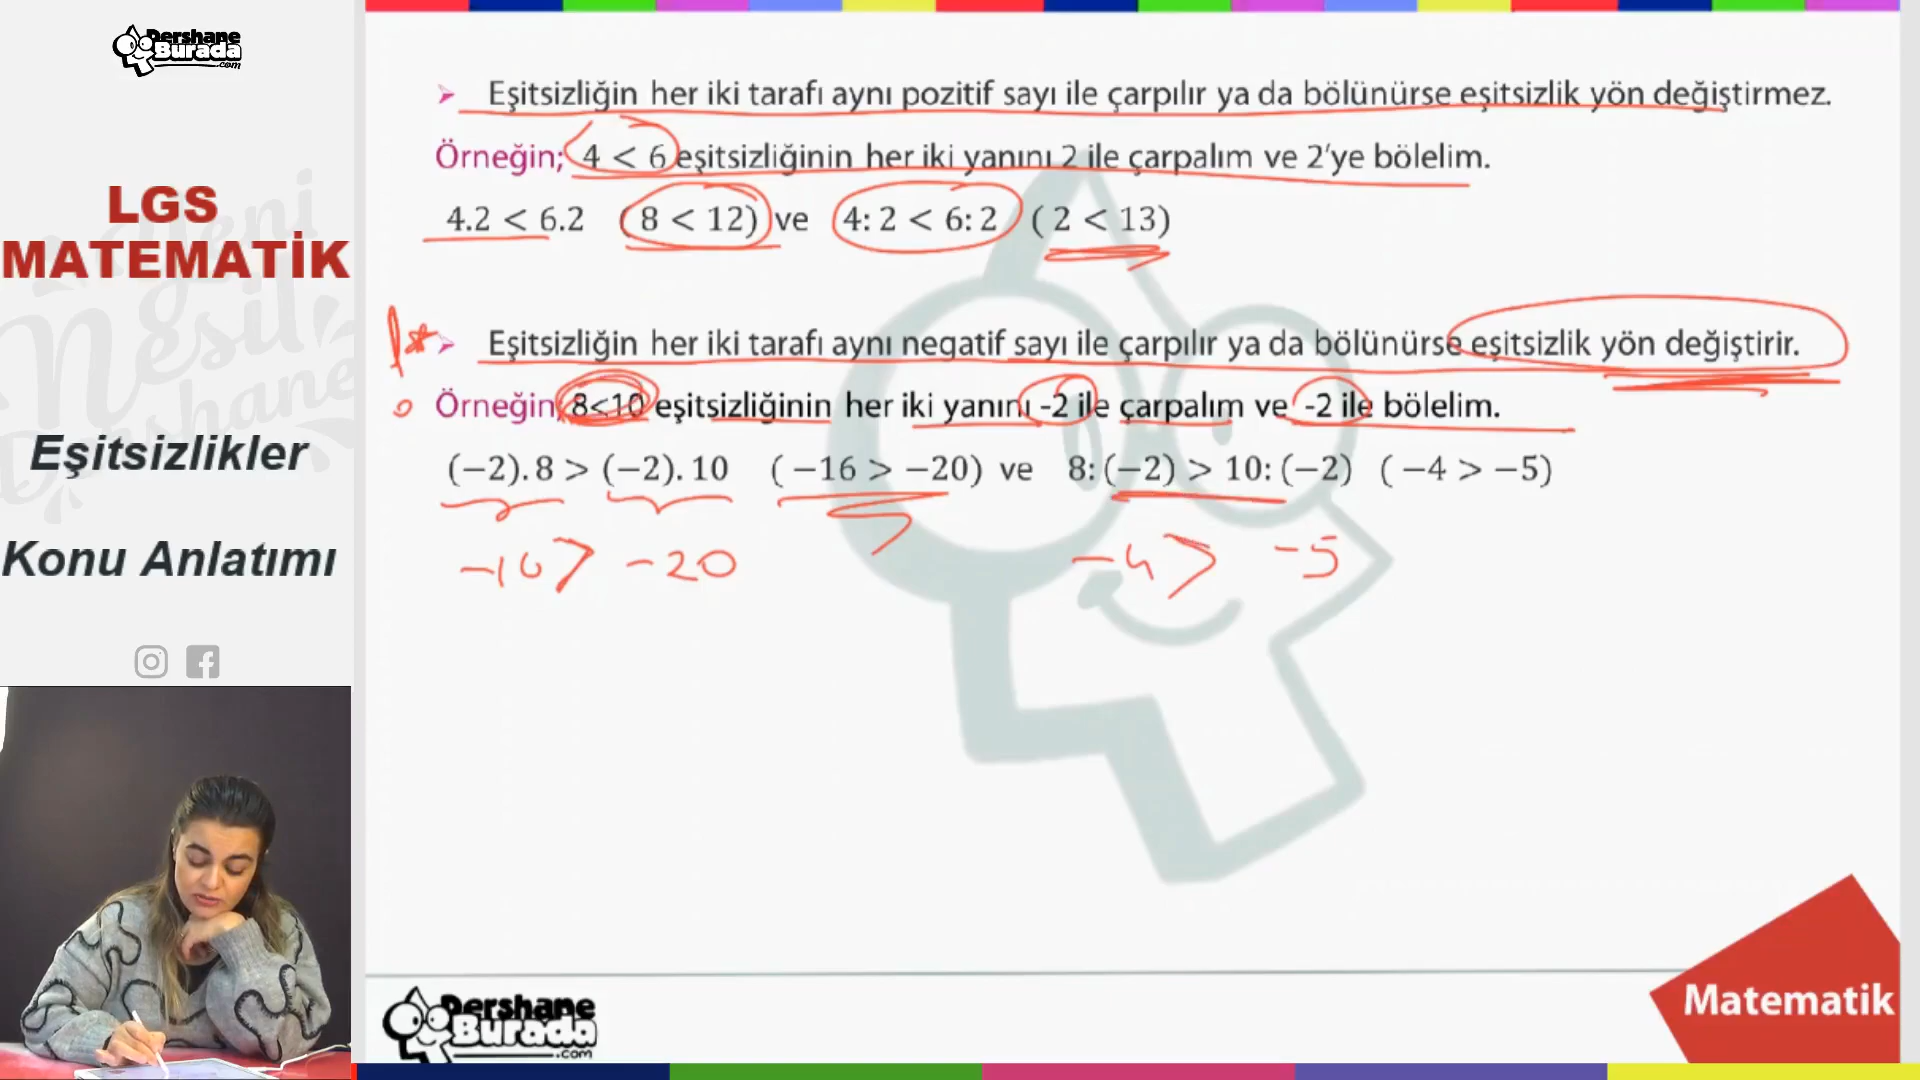 Dershane
Burada
.com
LGS
MATEMATİK
Yeni
Nesil
Dershane
Eşitsizlikler
Konu Anlatımı
➢ Eşitsizliğin her iki tarafı aynı pozitif sayı ile çarpılır ya da bölünürse eşitsizlik yön değiştirmez.
Örneğin; 4 < 6 eşitsizliğinin her iki yanını 2 ile çarpalım ve 2'ye bölelim.
4.2 < 6.2 ( 8 < 12) ve 4: 2 < 6: 2 ( 2 < 13)
➢ Eşitsizliğin her iki tarafı aynı negatif sayı ile çarpılır ya da bölünürse eşitsizlik yön değiştirir.
Örneğin, 8<10 eşitsizliğinin her iki yanını -2 ile çarpalım ve -2 ile bölelim.
(−2). 8 > (−2). 10 ( −16 > −20) ve 8: (−2) > 10: (−2) ( −4 > −5)
-16 > -20 -4 > -5
Dershane
Burada
.com
Matematik